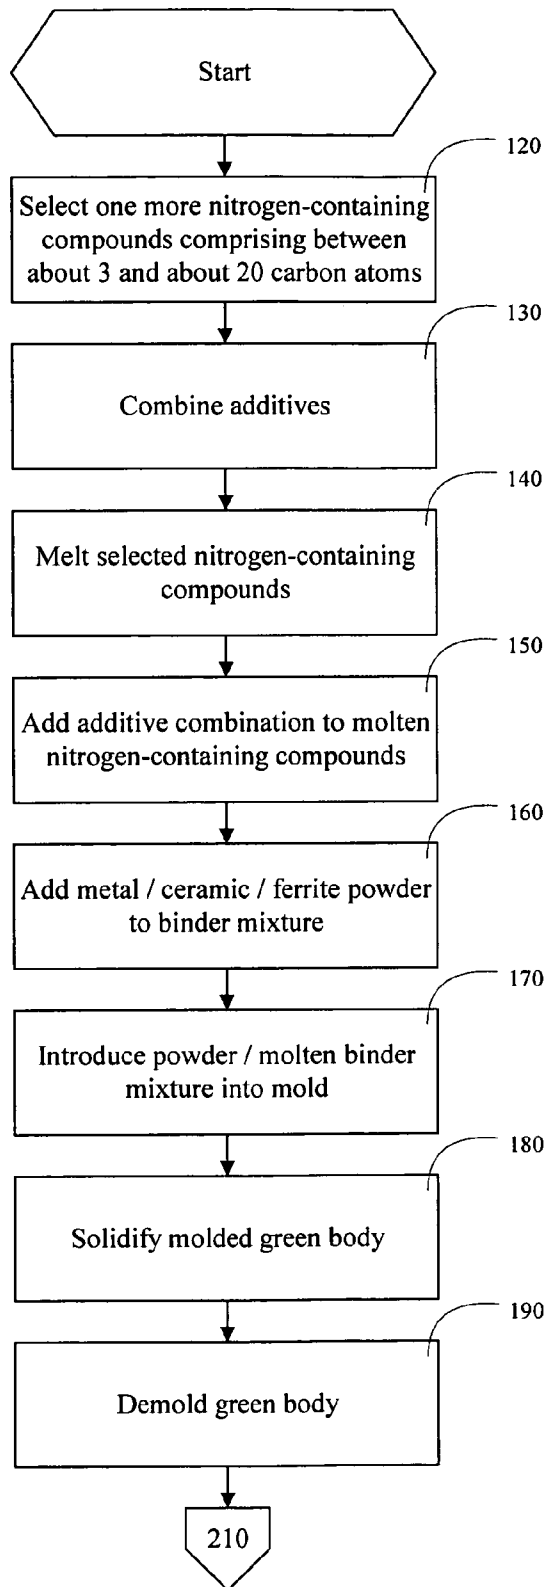 Start
120
Select one more nitrogen-containing
compounds comprising between
about 3 and about 20 carbon atoms
130
Combine additives
140
Melt selected nitrogen-containing
compounds
150
Add additive combination to molten
nitrogen-containing compounds
160
Add metal / ceramic / ferrite powder
to binder mixture
170
Introduce powder / molten binder
mixture into mold
180
Solidify molded green body
190
Demold green body
210